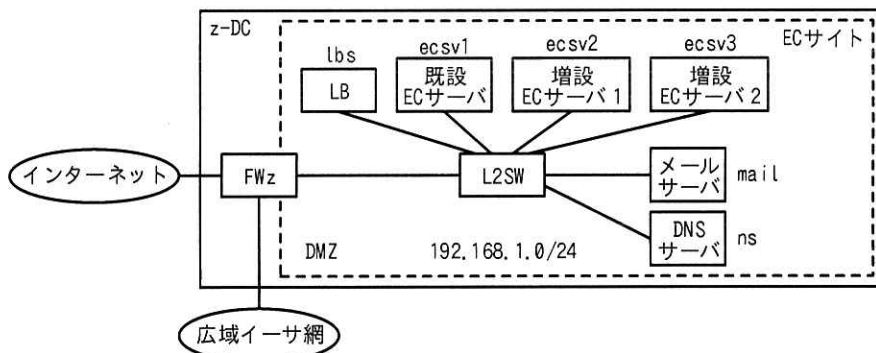 z-DC
ECサイト
lbs
ecsv1
ecsv2
ecsv3
LB
既設
ECサーバ
増設
ECサーバ1
増設
ECサーバ2
インターネット
FWz
L2SW
メール
サーバ
mail
DNS
サーバ
ns
DMZ
192.168.1.0/24
広域イーサ網